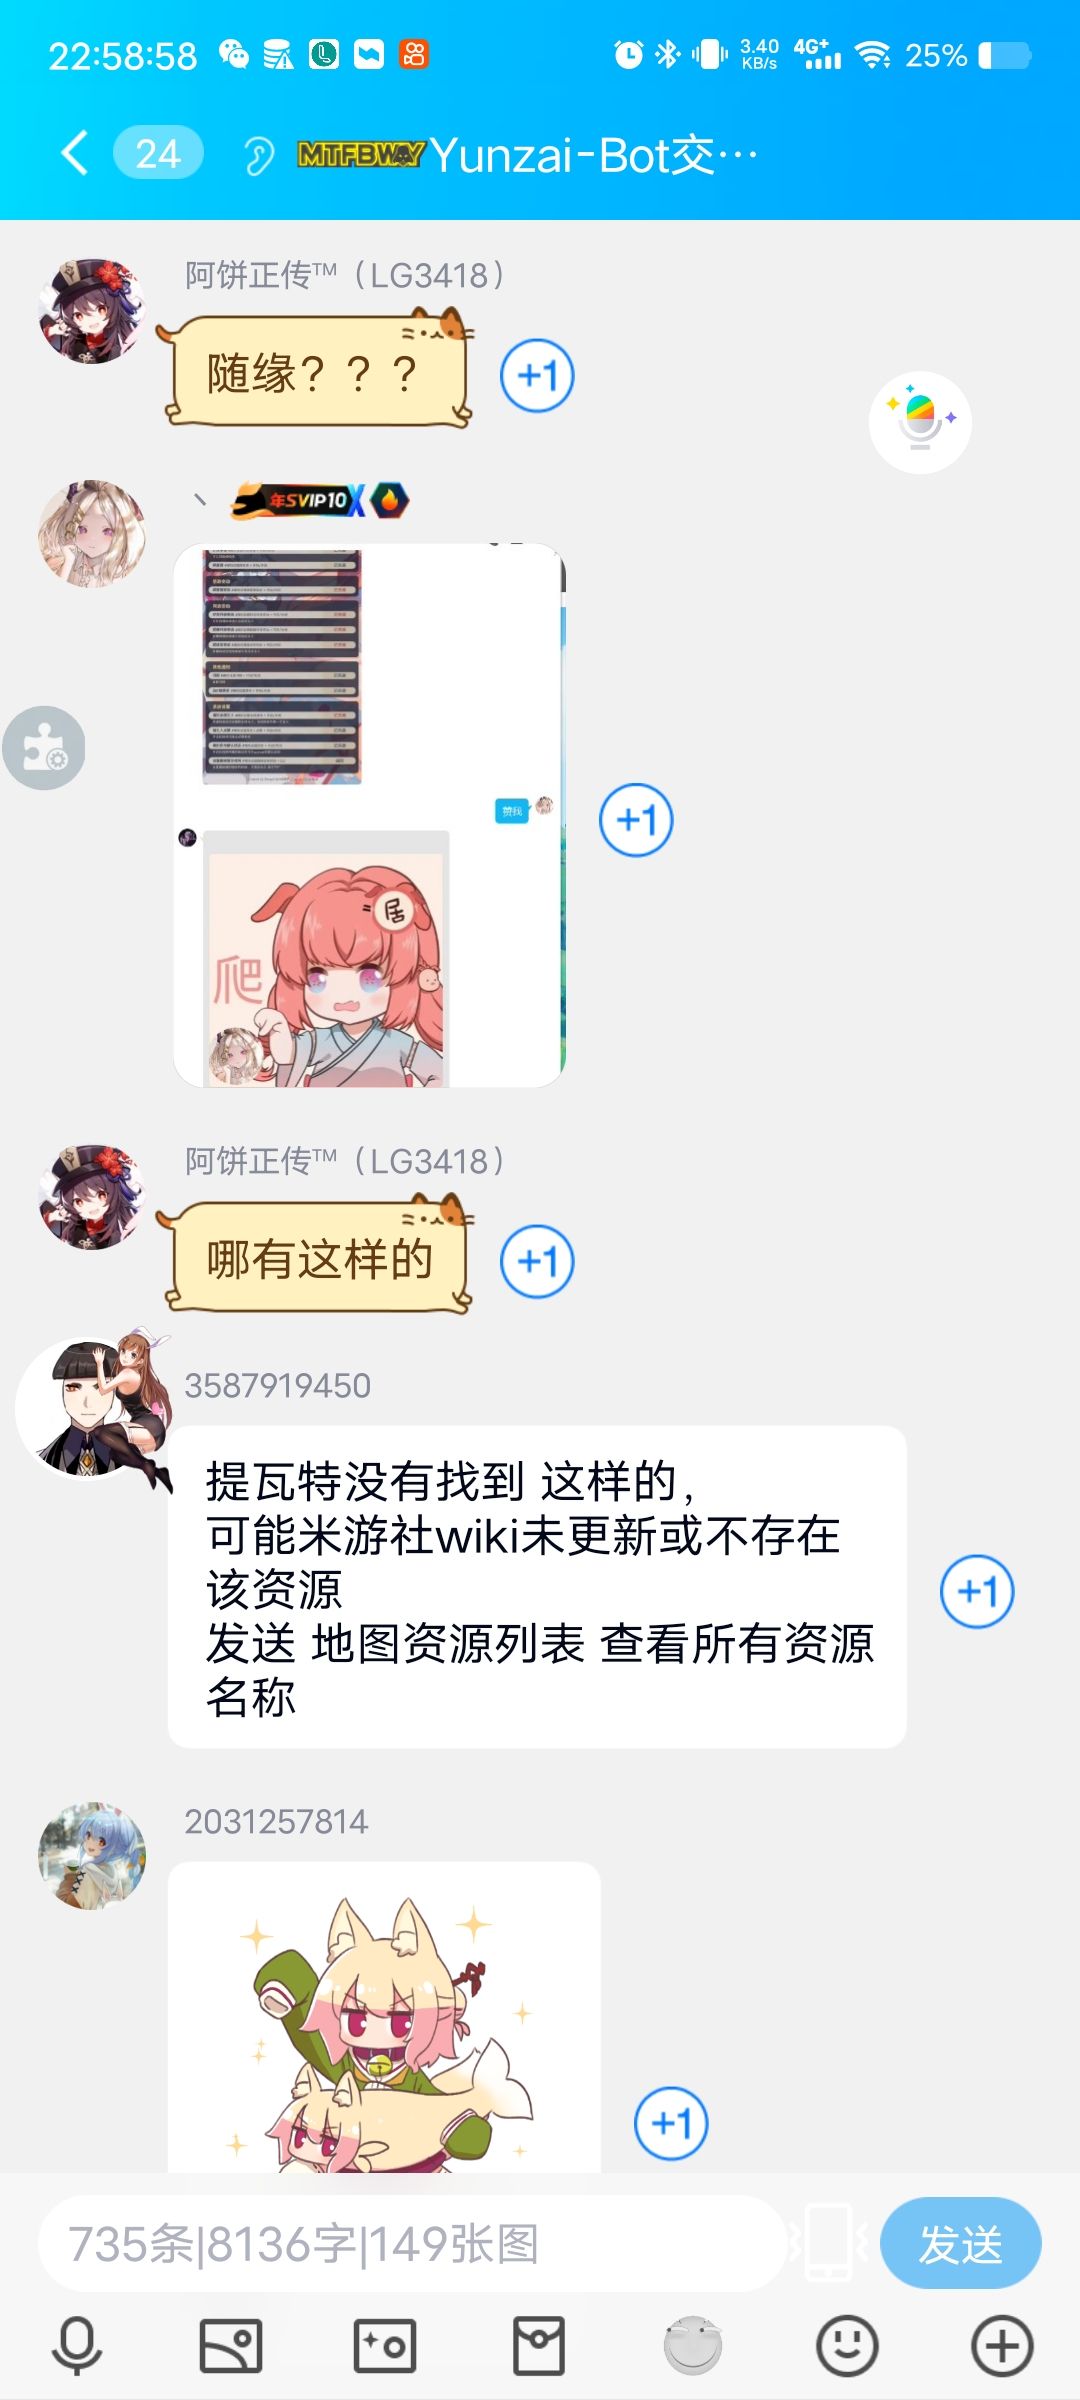 22:58:58
3.40 KB/s
4G+
25%
24
MTFBWAY Yunzai-Bot交…
阿饼正传™（LG3418）
随缘？？？
+1
丶
年SVIP10
赞我
+1
居
爬
阿饼正传™（LG3418）
哪有这样的
+1
3587919450
提瓦特没有找到 这样的，
可能米游社wiki未更新或不存在
该资源
发送 地图资源列表 查看所有资源
名称
+1
2031257814
+1
735条|8136字|149张图
发送